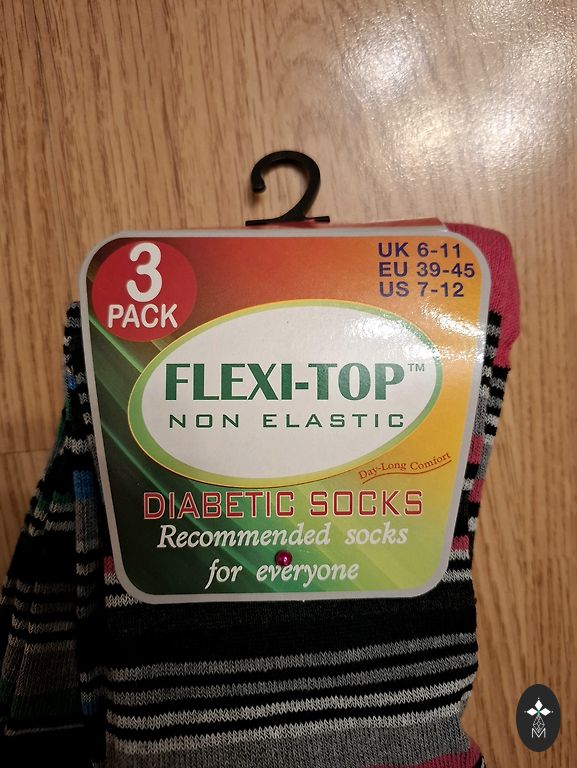 3
PACK
UK 6-11
EU 39-45
US 7-12
FLEXI-TOP™
NON ELASTIC
Day-Long Comfort
DIABETIC SOCKS
Recommended socks
for everyone
M